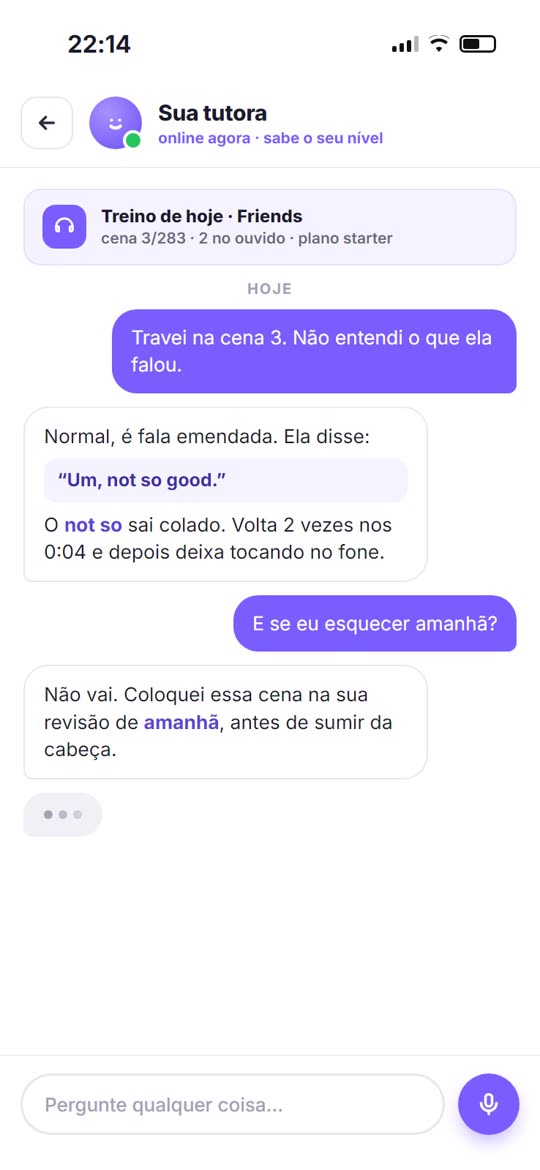 22:14
Sua tutora
online agora · sabe o seu nível
Treino de hoje · Friends
cena 3/283 · 2 no ouvido · plano starter
HOJE
Travei na cena 3. Não entendi o que ela
falou.
Normal, é fala emendada. Ela disse:
“Um, not so good.”
O not so sai colado. Volta 2 vezes nos
0:04 e depois deixa tocando no fone.
E se eu esquecer amanhã?
Não vai. Coloquei essa cena na sua
revisão de amanhã, antes de sumir da
cabeça.
Pergunte qualquer coisa...